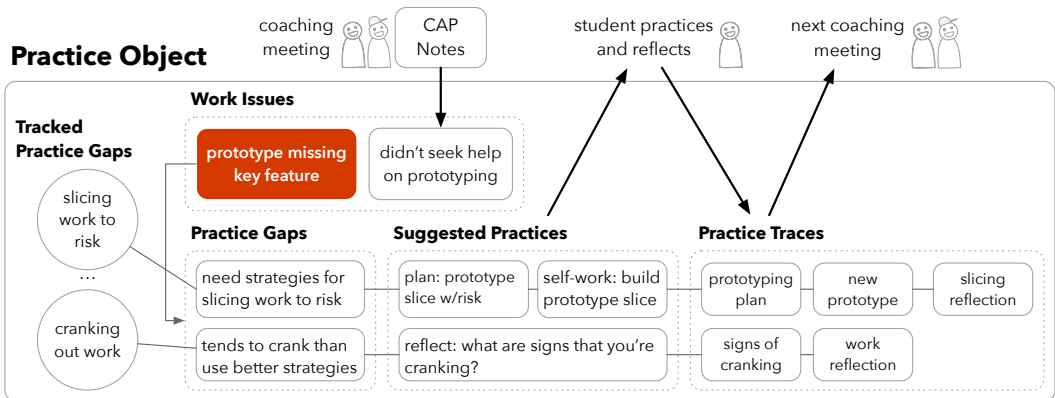 coaching
meeting
CAP
Notes
student practices
and reflects
next coaching
meeting
Practice Object
Work Issues
Tracked
Practice Gaps
prototype missing
key feature
didn't seek help
on prototyping
slicing
work to
risk
...
cranking
out work
Practice Gaps
Suggested Practices
Practice Traces
need strategies for
slicing work to risk
plan: prototype
slice w/risk
self-work: build
prototype slice
prototyping
plan
new
prototype
slicing
reflection
tends to crank than
use better strategies
reflect: what are signs that you're
cranking?
signs of
cranking
work
reflection